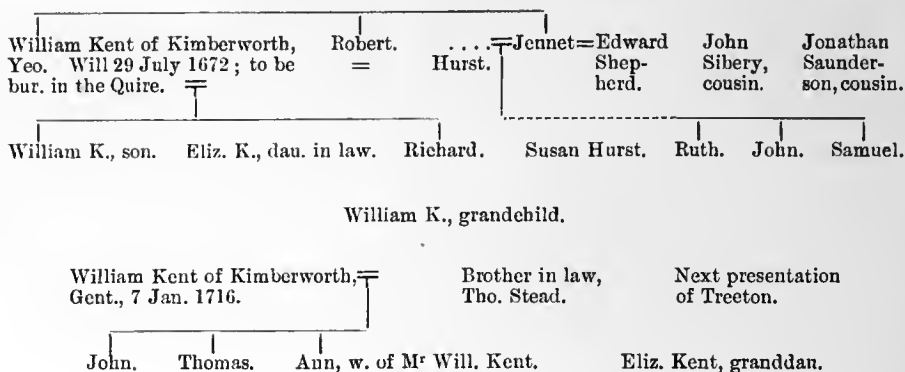 William Kent of Kimberworth, Robert. .... Jennet=Edward John Jonathan
Yeo. Will 29 July 1672; to be = Hurst. Shep- Sibery, Saunder-
bur. in the Quire. herd. cousin. son, cousin.
William K., son. Eliz. K., dau. in law. Richard. Susan Hurst. Ruth. John. Samuel.
William K., grandchild.
William Kent of Kimberworth, Brother in law, Next presentation
Gent., 7 Jan. 1716. Tho. Stead. of Treeton.
John. Thomas. Ann, w. of Mr Will. Kent. Eliz. Kent, granddau.